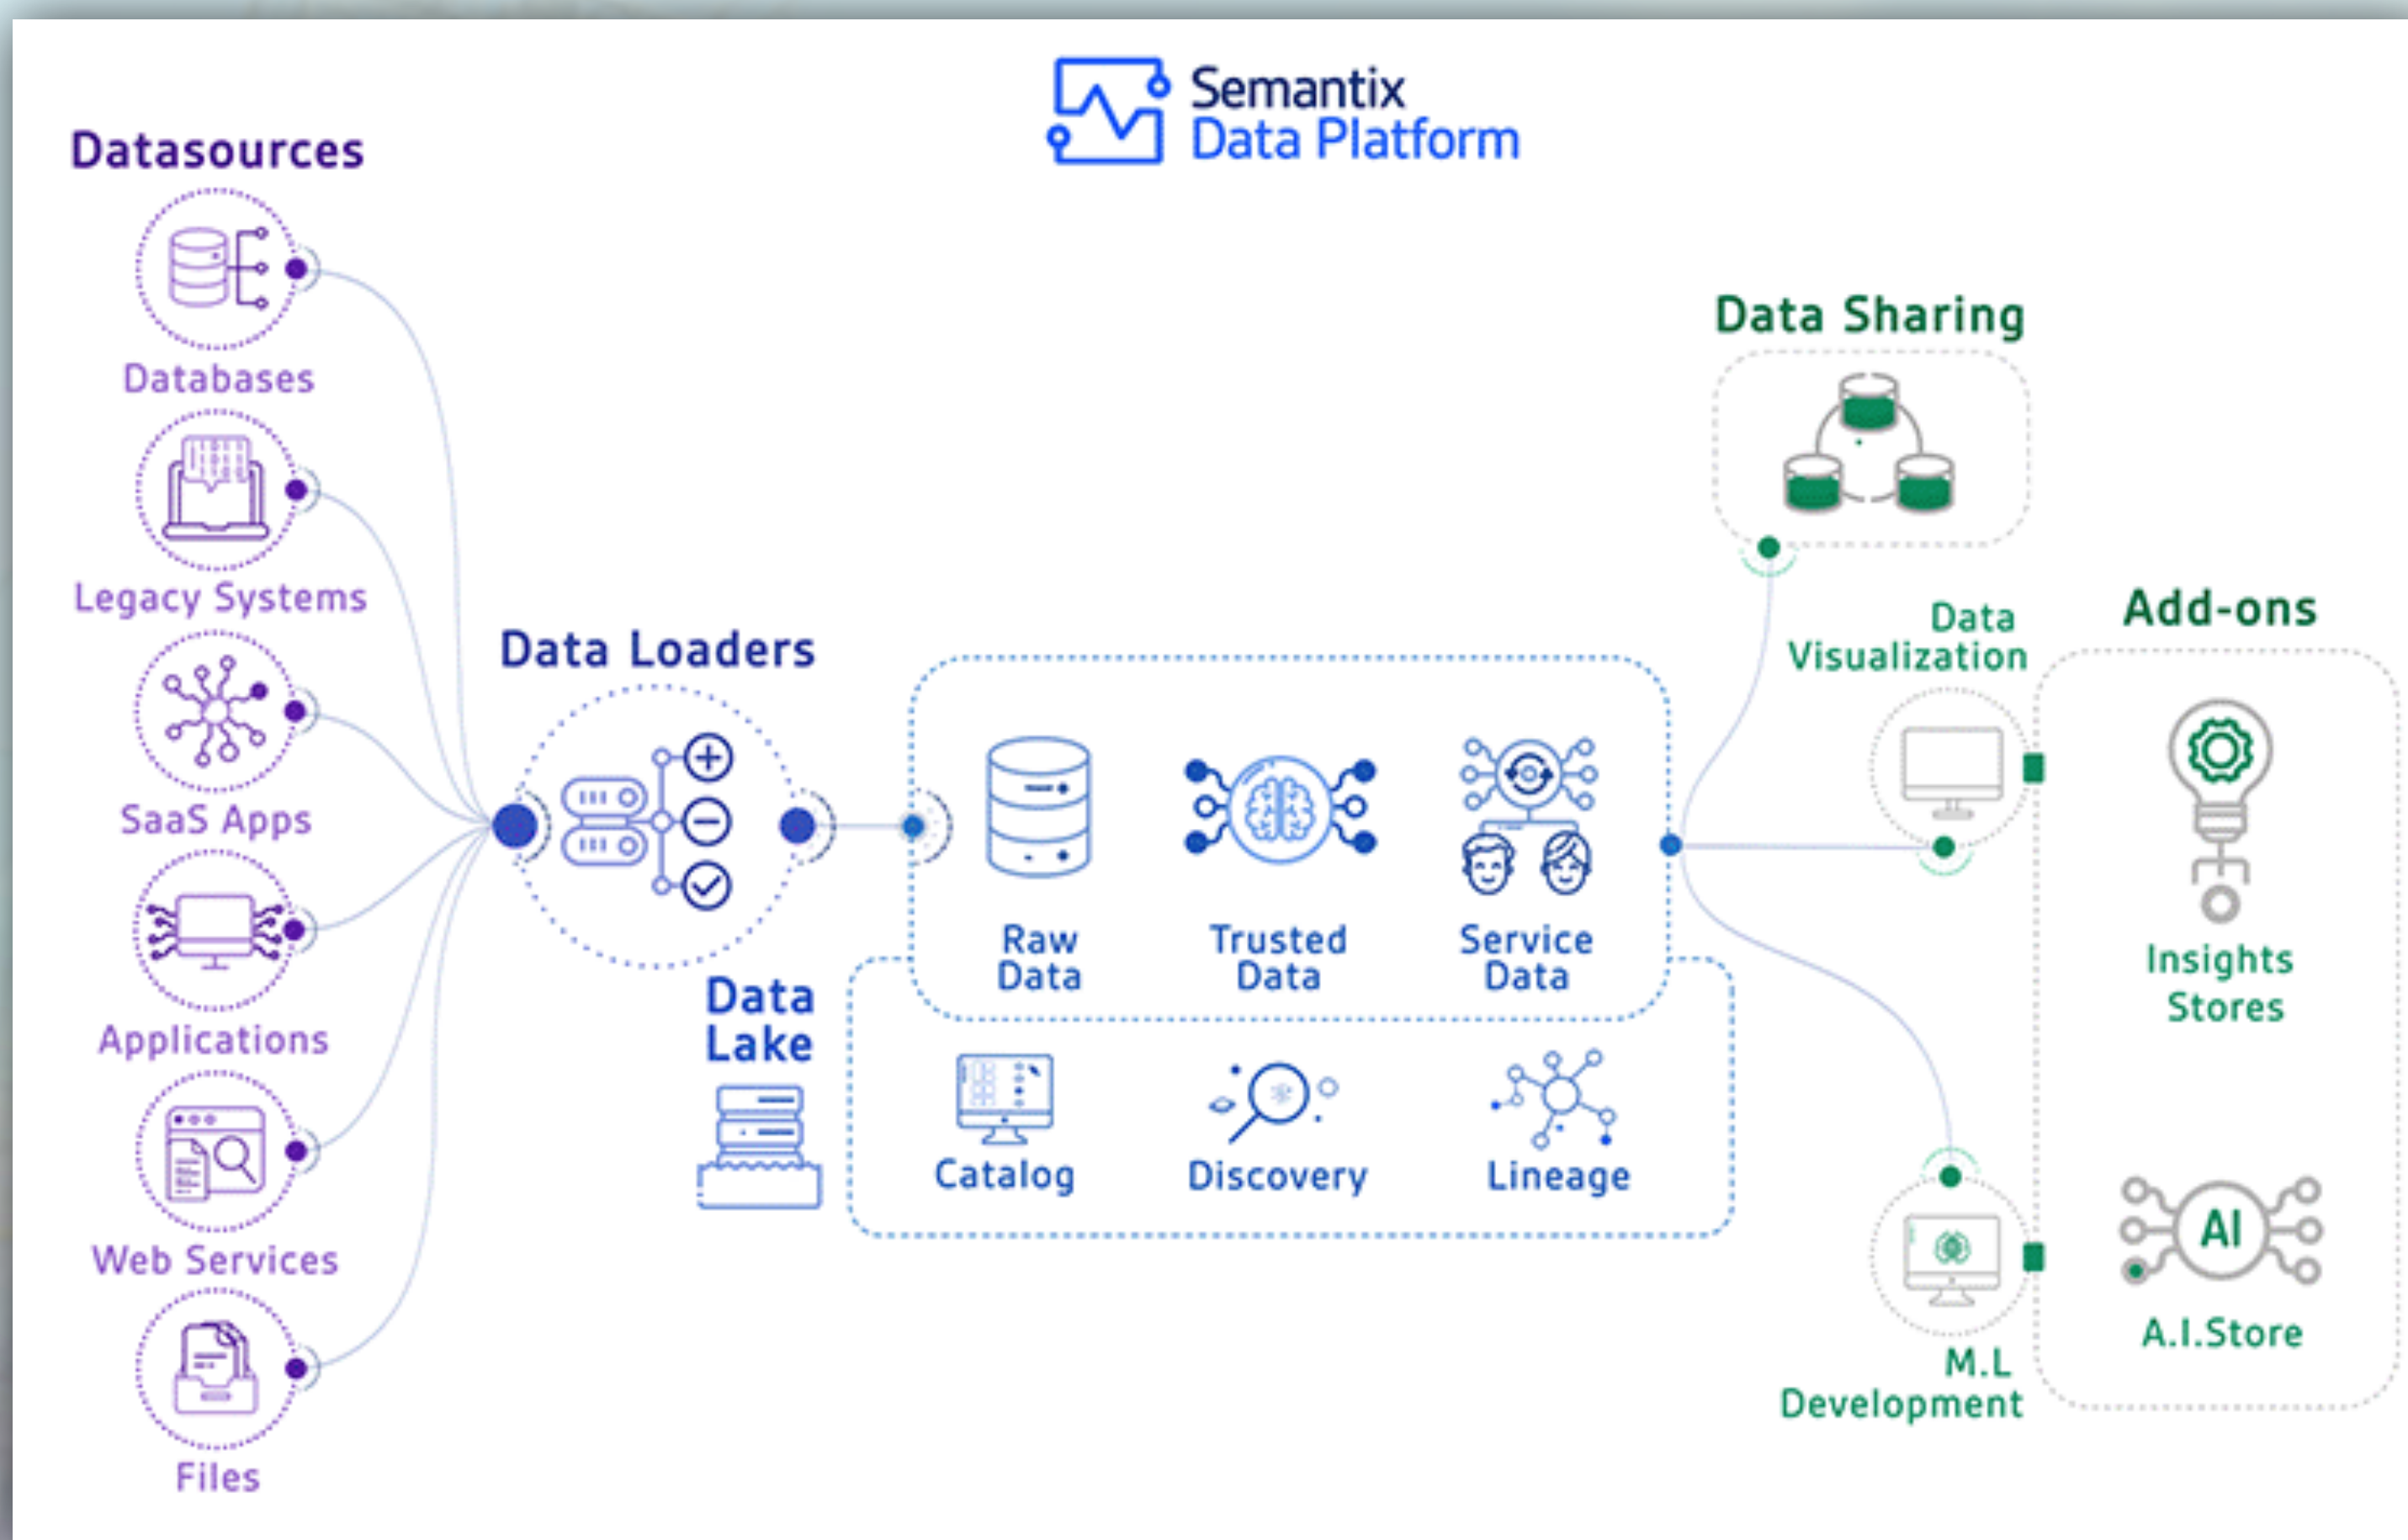 Semantix
Data Platform
Datasources
Databases
Legacy Systems
SaaS Apps
Applications
Web Services
Files
Data Loaders
Data
Lake
Raw
Data
Trusted
Data
Service
Data
Catalog
Discovery
Lineage
Data Sharing
Data
Visualization
M.L
Development
Add-ons
Insights
Stores
AI
A.I.Store